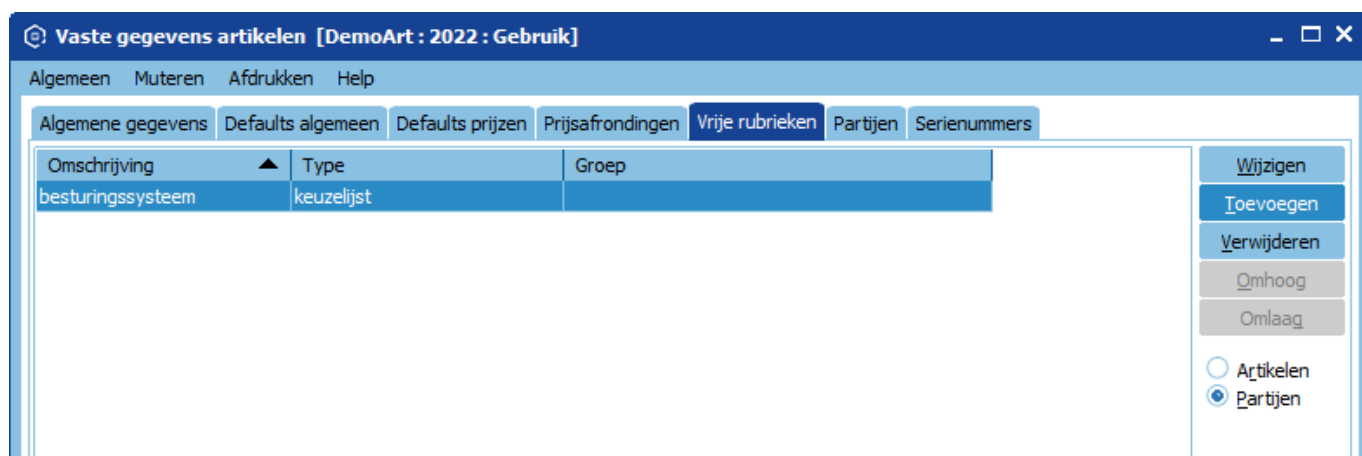 Vaste gegevens artikelen [DemoArt : 2022 : Gebruik]
Algemeen Muteren Afdrukken Help
Algemene gegevens Defaults algemeen Defaults prijzen Prijsafrondingen Vrije rubrieken Partijen Serienummers
Omschrijving Type Groep Wijzigen
besturingssysteem keuzelijst Toevoegen
Verwijderen
Omhoog
Omlaag
Artikelen
Partijen